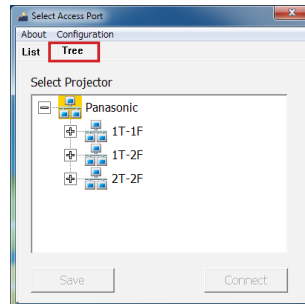 Select Access Port
About Configuration
List Tree
Select Projector
Panasonic
1T-1F
1T-2F
2T-2F
Save Connect